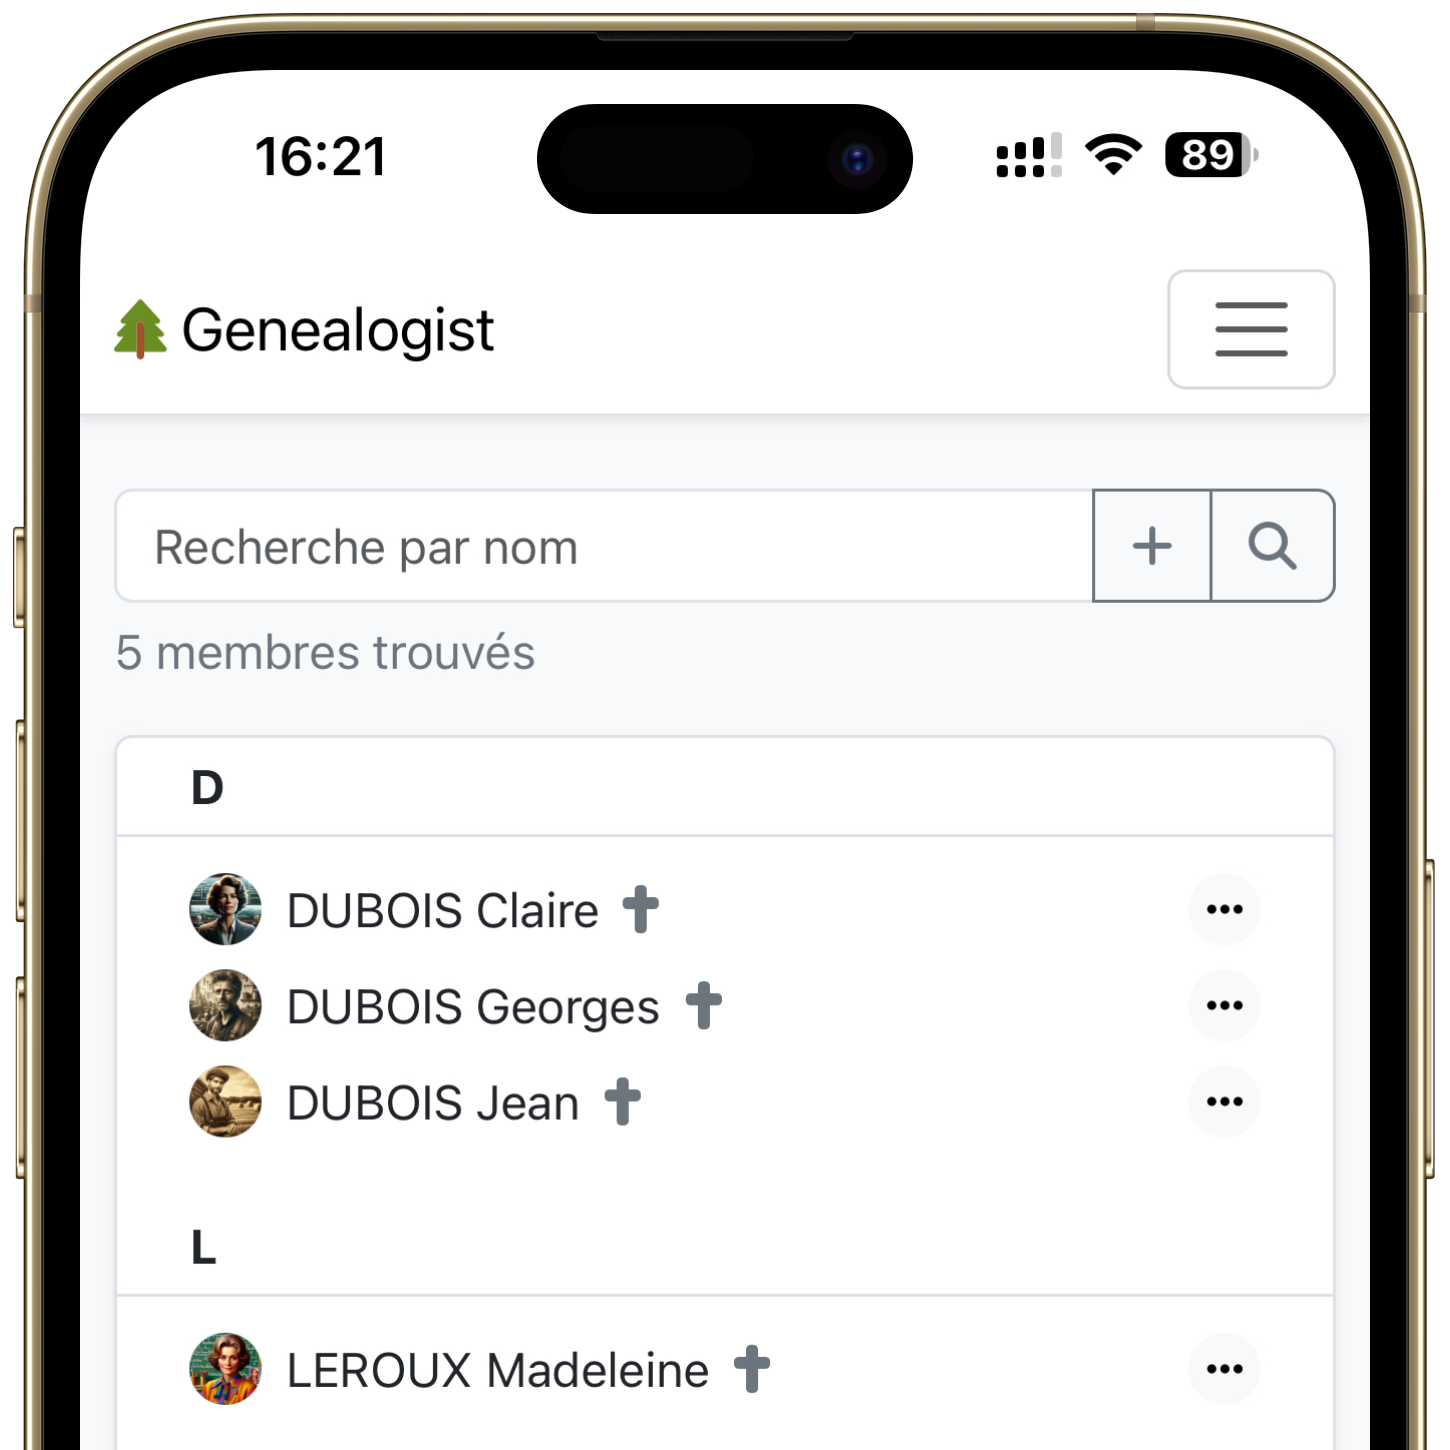 16:21
89
Genealogist
Recherche par nom
5 membres trouvés
D
DUBOIS Claire
DUBOIS Georges
DUBOIS Jean
L
LEROUX Madeleine